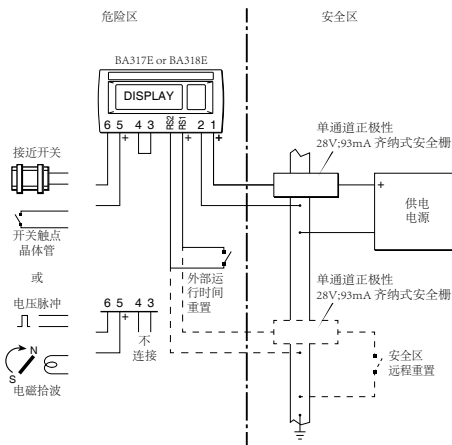 危险区
安全区
BA317E or BA318E
DISPLAY
6 5 4 3 RS2 RS1 2 1
+ + +
单通道正极性
28V;93mA 齐纳式安全栅
接近开关
+
供电
电源
开关触点
晶体管
或
外部运
行时间
重置
单通道正极性
28V;93mA 齐纳式安全栅
电压脉冲
6 5 4 3
+
不
连接
N
S
电磁拾波
安全区
远程重置